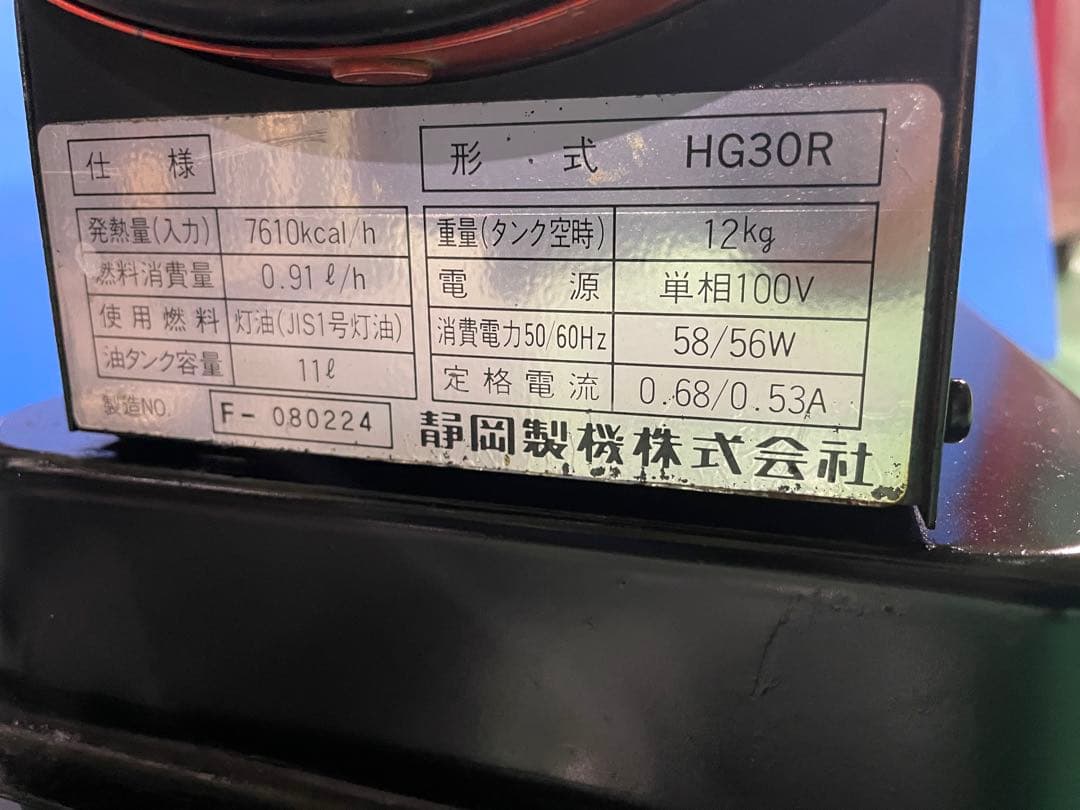 仕様
形式 HG30R
発熱量(入力) 7610kcal/h
燃料消費量 0.91ℓ/h
使用燃料 灯油(JIS1号灯油)
油タンク容量 11ℓ
製造NO. F- 080224
重量(タンク空時) 12kg
電源 単相100V
消費電力50/60Hz 58/56W
定格電流 0.68/0.53A
静岡製機株式会社